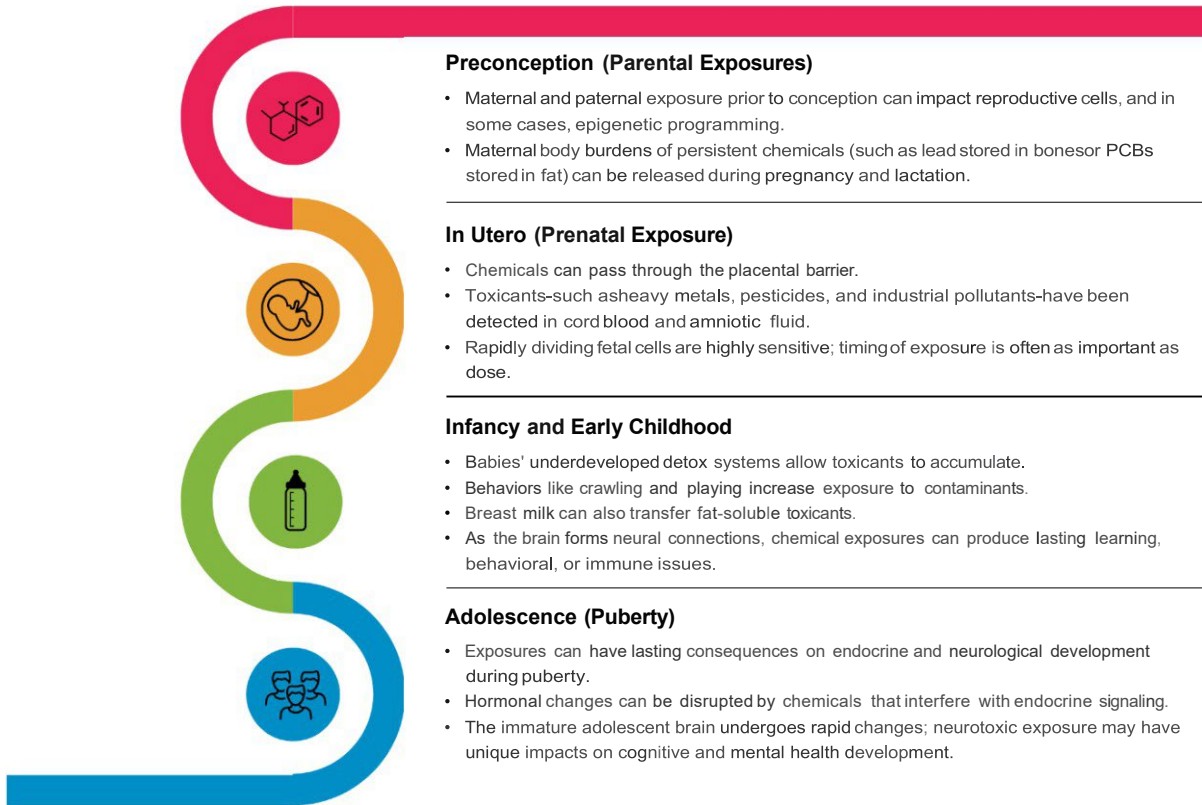 Preconception (Parental Exposures)
• Maternal and paternal exposure prior to conception can impact reproductive cells, and in
some cases, epigenetic programming.
• Maternal body burdens of persistent chemicals (such as lead stored in bonesor PCBs
stored in fat) can be released during pregnancy and lactation.
In Utero (Prenatal Exposure)
• Chemicals can pass through the placental barrier.
• Toxicants-such asheavy metals, pesticides, and industrial pollutants-have been
detected in cord blood and amniotic fluid.
• Rapidly dividing fetal cells are highly sensitive; timing of exposure is often as important as
dose.
Infancy and Early Childhood
• Babies' underdeveloped detox systems allow toxicants to accumulate.
• Behaviors like crawling and playing increase exposure to contaminants.
• Breast milk can also transfer fat-soluble toxicants.
• As the brain forms neural connections, chemical exposures can produce lasting learning,
behavioral, or immune issues.
Adolescence (Puberty)
• Exposures can have lasting consequences on endocrine and neurological development
during puberty.
• Hormonal changes can be disrupted by chemicals that interfere with endocrine signaling.
• The immature adolescent brain undergoes rapid changes; neurotoxic exposure may have
unique impacts on cognitive and mental health development.